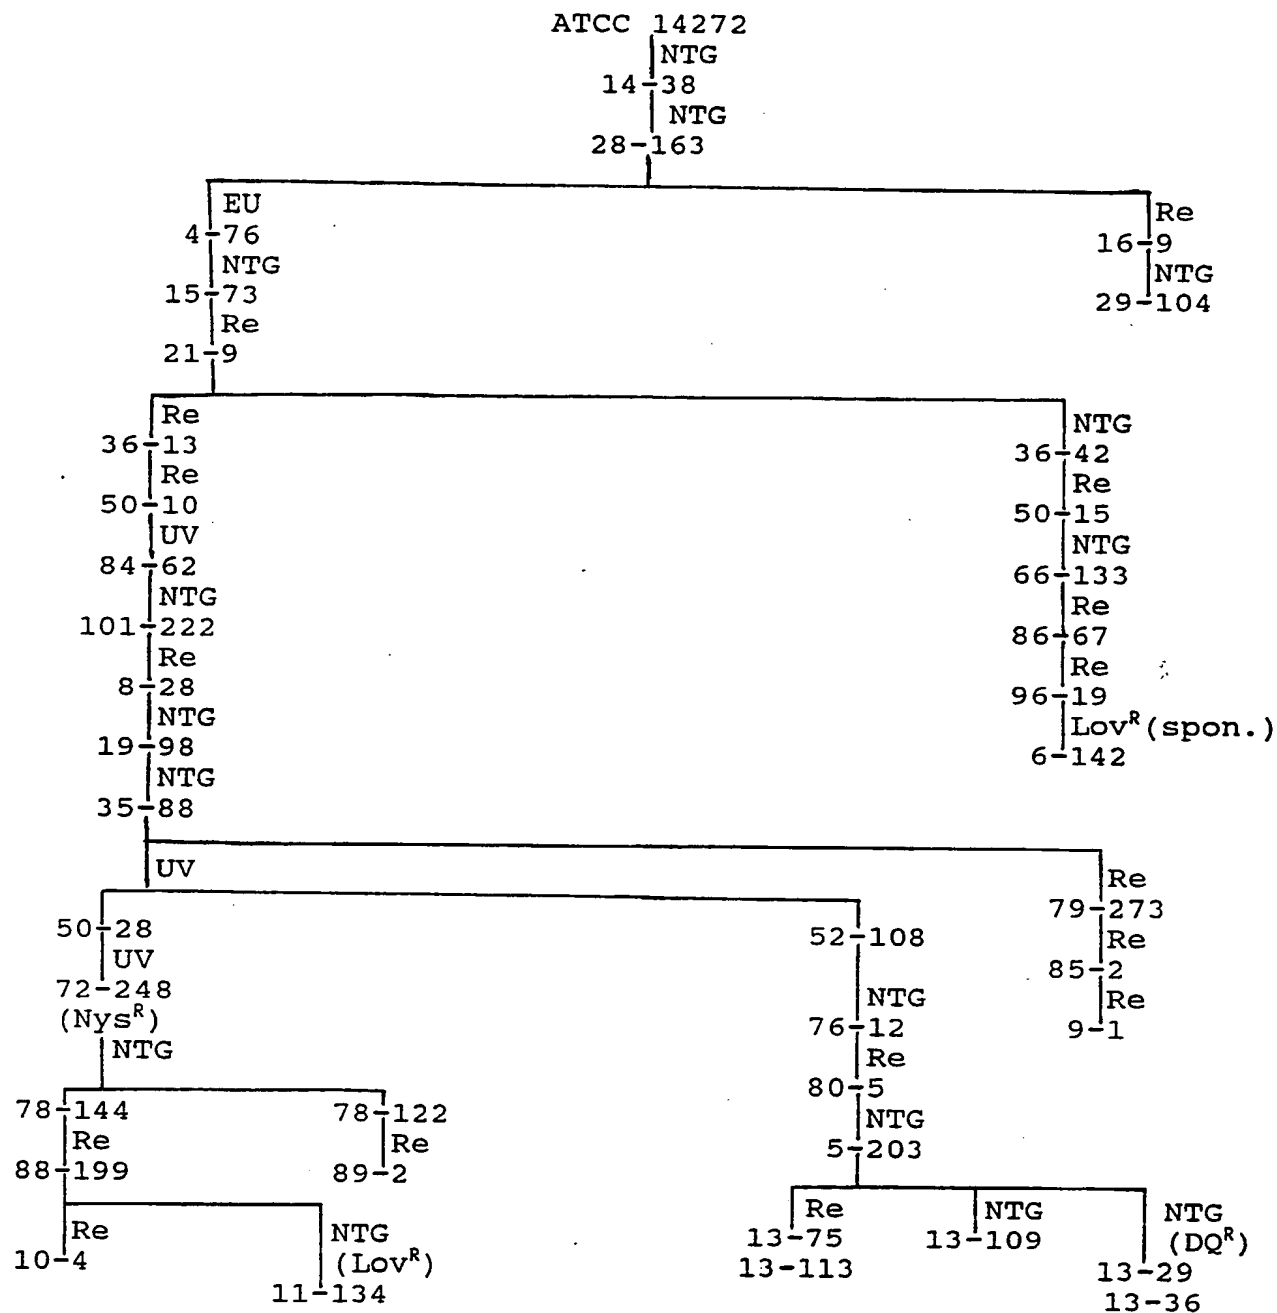 ATCC 14272
NTG
14-38
NTG
28-163
EU
4-76
NTG
15-73
Re
21-9
Re
16-9
NTG
29-104
Re
36-13
Re
50-10
UV
84-62
NTG
101-222
Re
8-28
NTG
19-98
NTG
35-88
NTG
36-42
Re
50-15
NTG
66-133
Re
86-67
Re
96-19
Lovᴿ(spon.)
6-142
UV
50-28
UV
72-248
(Nysᴿ)
NTG
78-144
Re
88-199
Re
10-4
NTG
(Lovᴿ)
11-134
78-122
Re
89-2
52-108
NTG
76-12
Re
80-5
NTG
5-203
Re
13-75
13-113
NTG
13-109
NTG
(DQᴿ)
13-29
13-36
Re
79-273
Re
85-2
Re
9-1